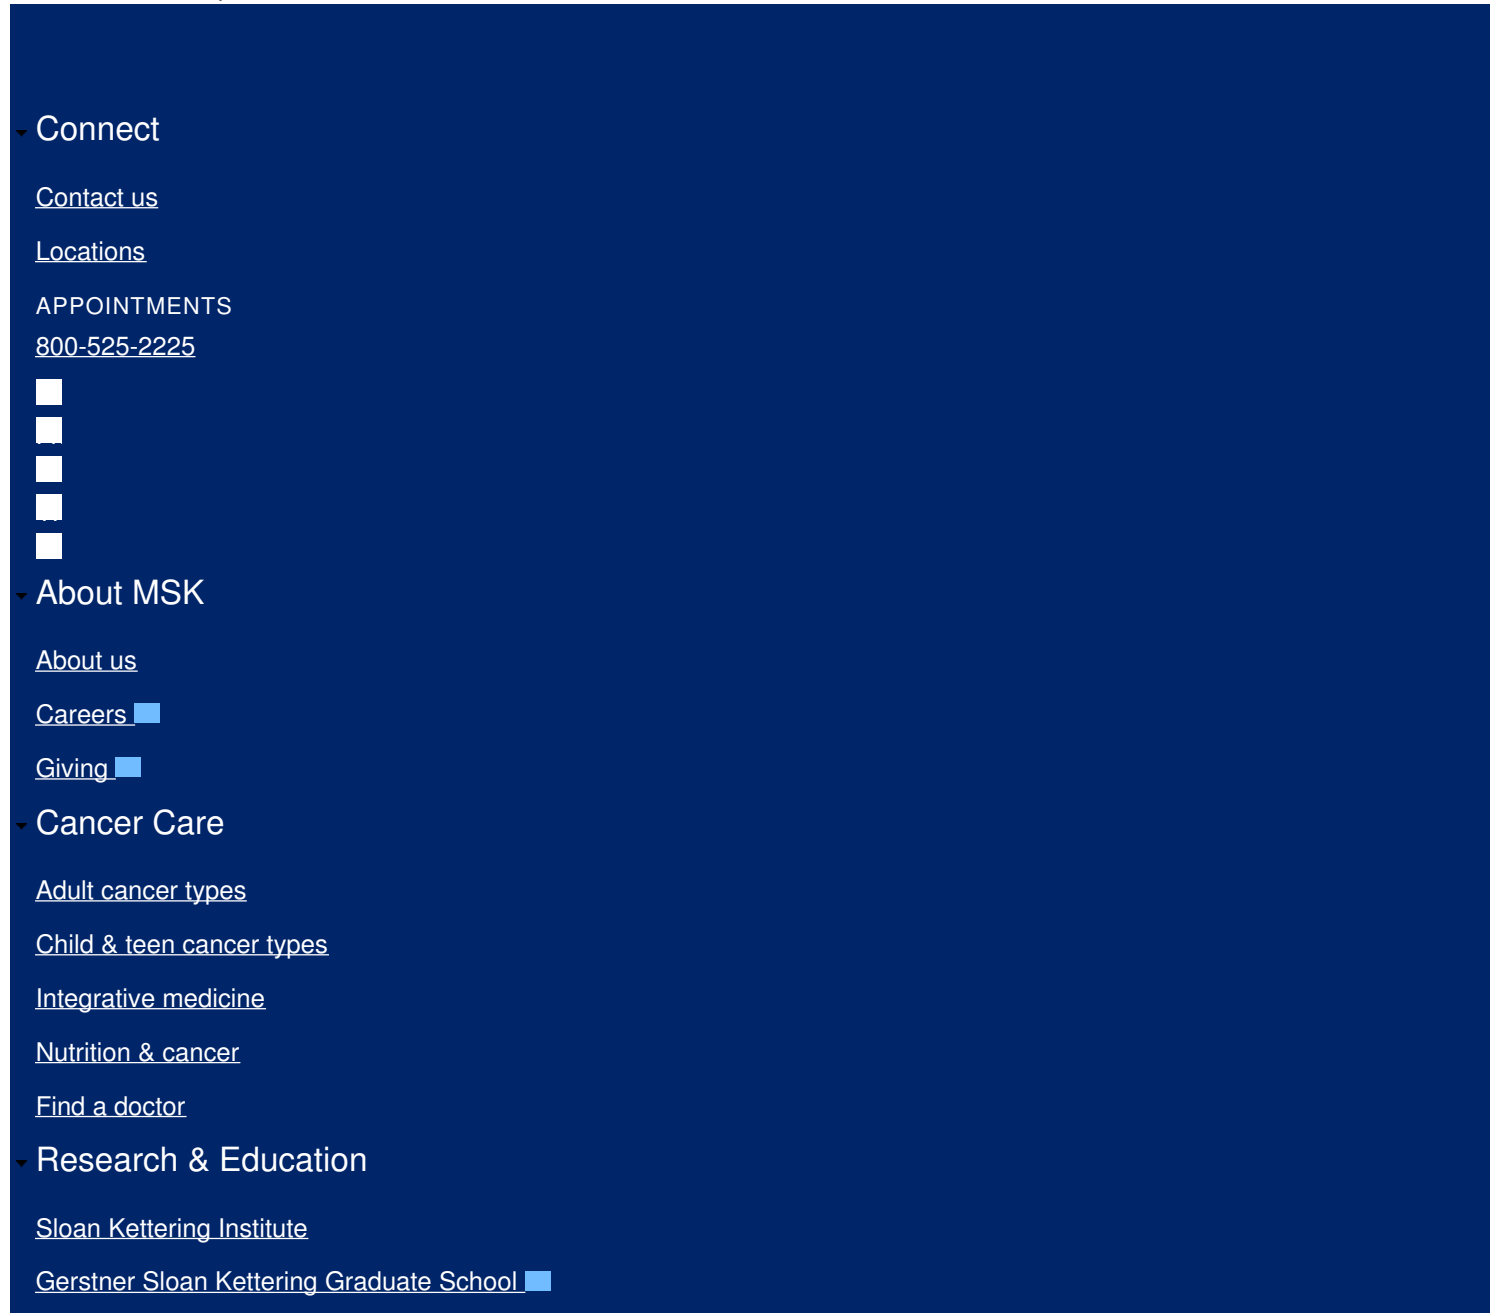 Connect
Contact us
Locations
APPOINTMENTS
800-525-2225
About MSK
About us
Careers
Giving
Cancer Care
Adult cancer types
Child & teen cancer types
Integrative medicine
Nutrition & cancer
Find a doctor
Research & Education
Sloan Kettering Institute
Gerstner Sloan Kettering Graduate School